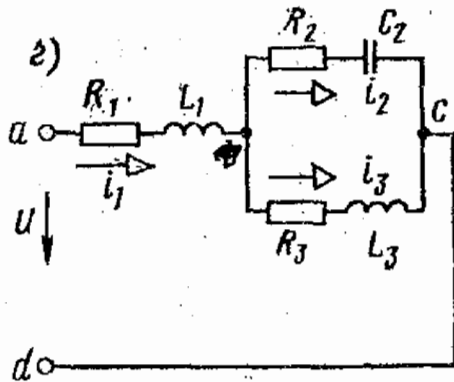 г)
R₂ C₂
R₁ L₁
i₂
a b C
i₁
i₃
U
R₃ L₃
d